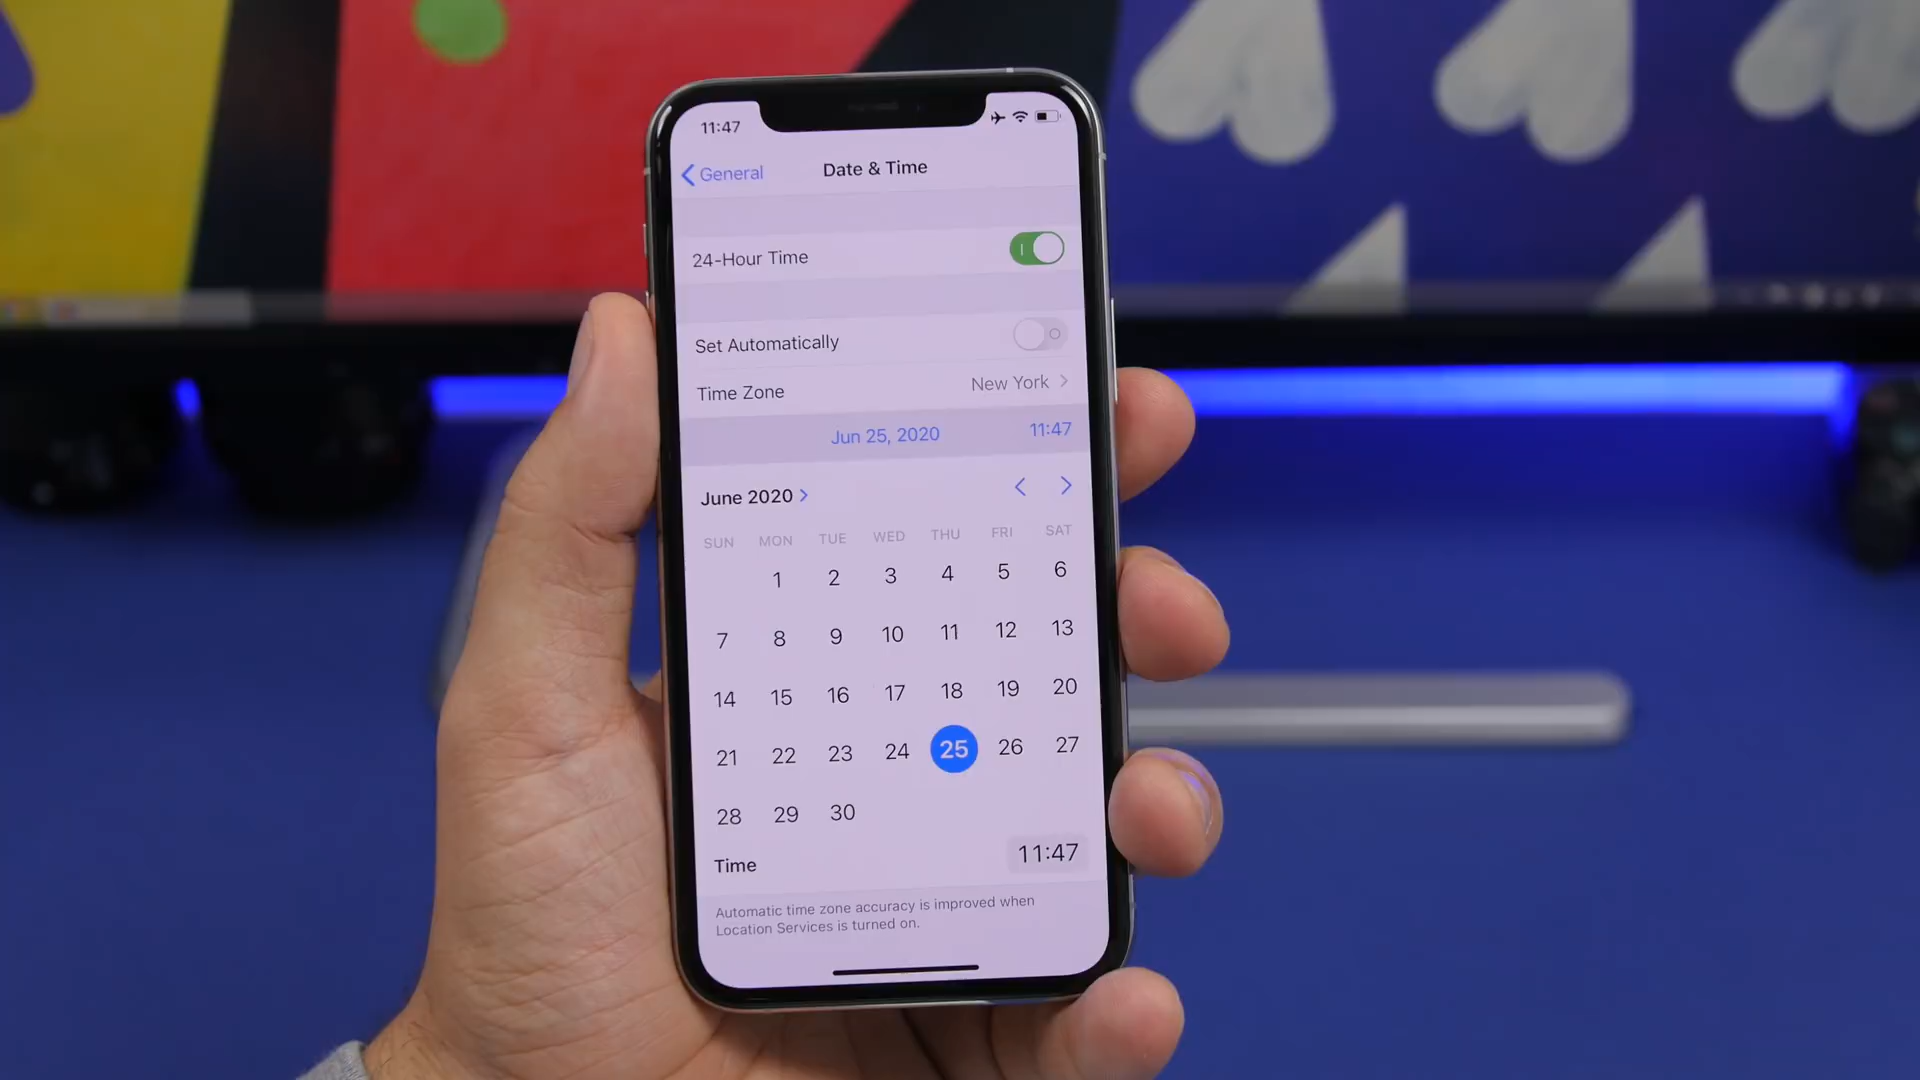 11:47
General
Date & Time
24-Hour Time
Set Automatically
Time Zone New York
Jun 25, 2020 11:47
June 2020
SUN MON TUE WED THU FRI SAT
1 2 3 4 5 6
7 8 9 10 11 12 13
14 15 16 17 18 19 20
21 22 23 24 25 26 27
28 29 30
Time 11:47
Automatic time zone accuracy is improved when
Location Services is turned on.